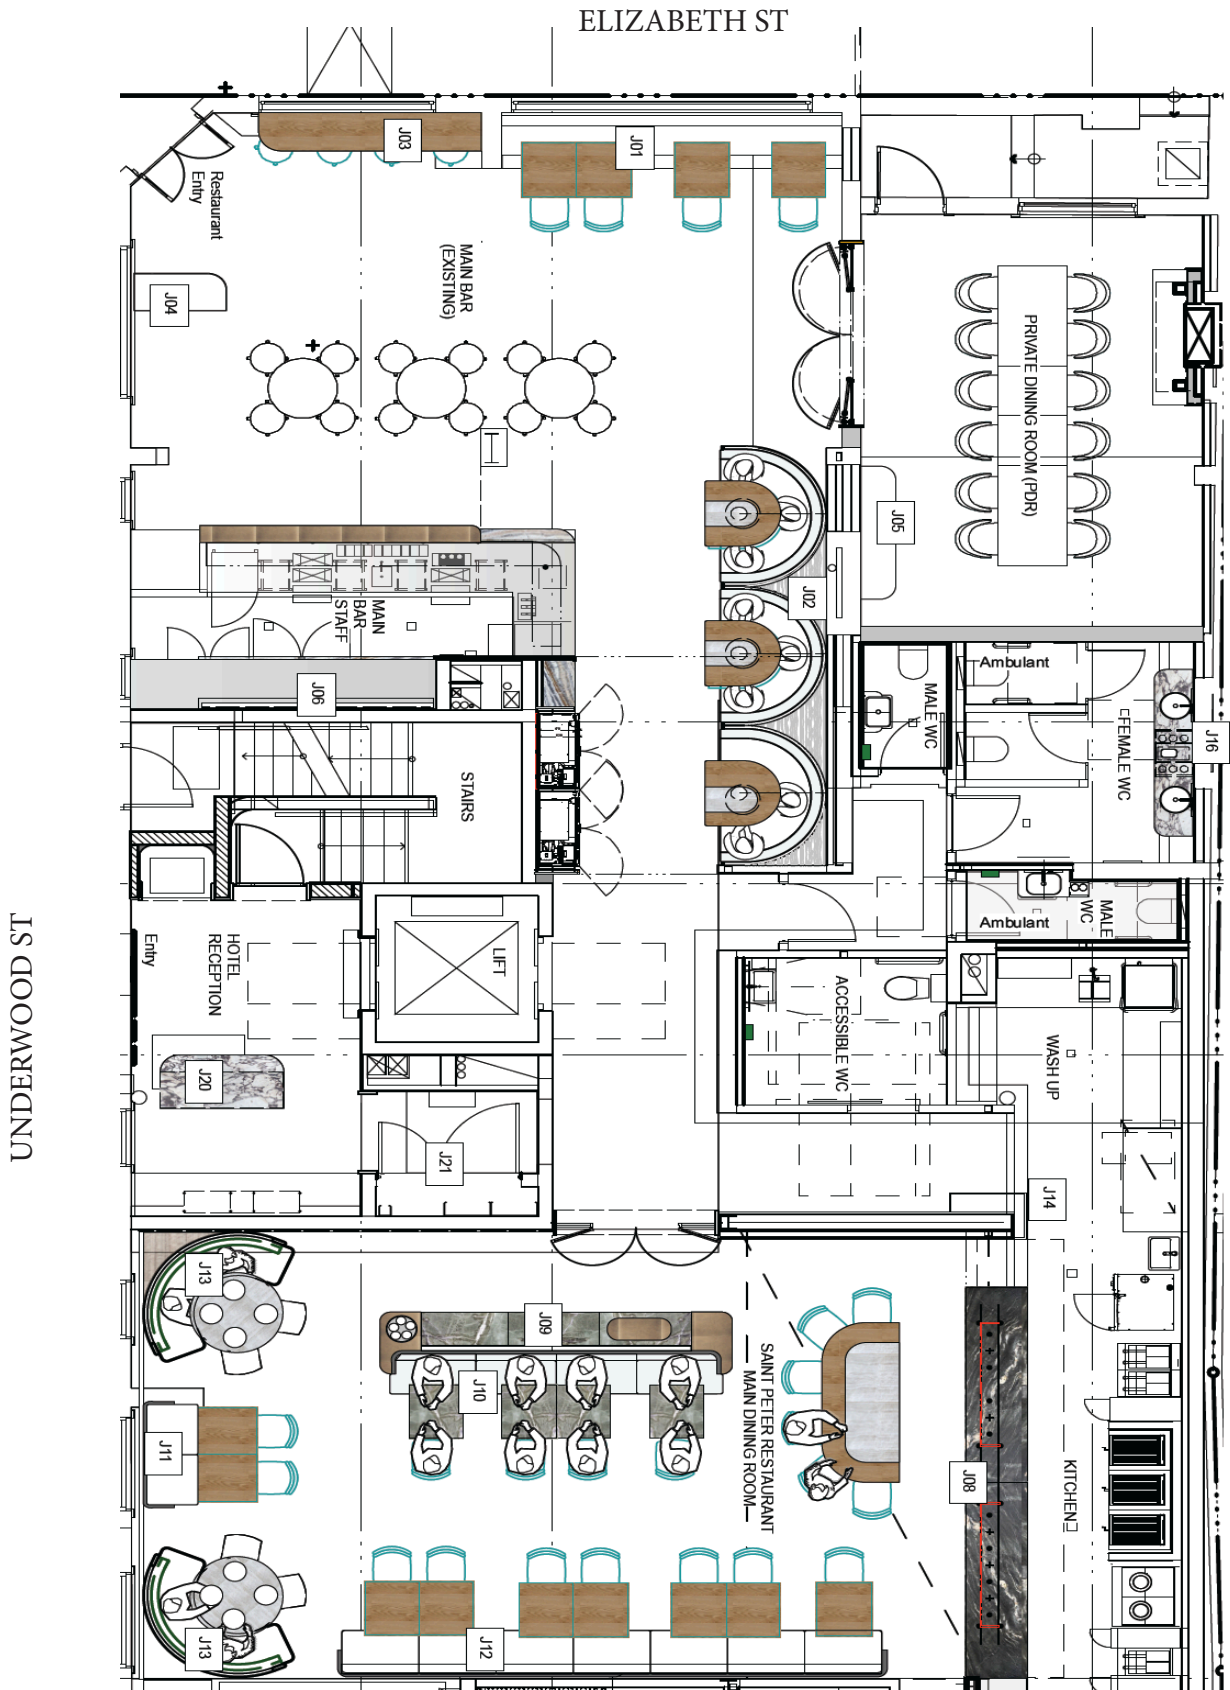 ELIZABETH ST
J03
J01
Restaurant
Entry
MAIN BAR
(EXISTING)
J04
PRIVATE DINING ROOM (PDR)
J05
J02
MAIN
BAR
STAFF
J06
Ambulant
MALE WC
FEMALE WC
J16
STAIRS
UNDERWOOD ST
Entry
HOTEL
RECEPTION
LIFT
Ambulant
MALE
WC
ACCESSIBLE WC
WASH UP
J20
J21
J14
J13
J09
J10
SAINT PETER RESTAURANT
MAIN DINING ROOM
J11
J08
KITCHEN
J13
J12